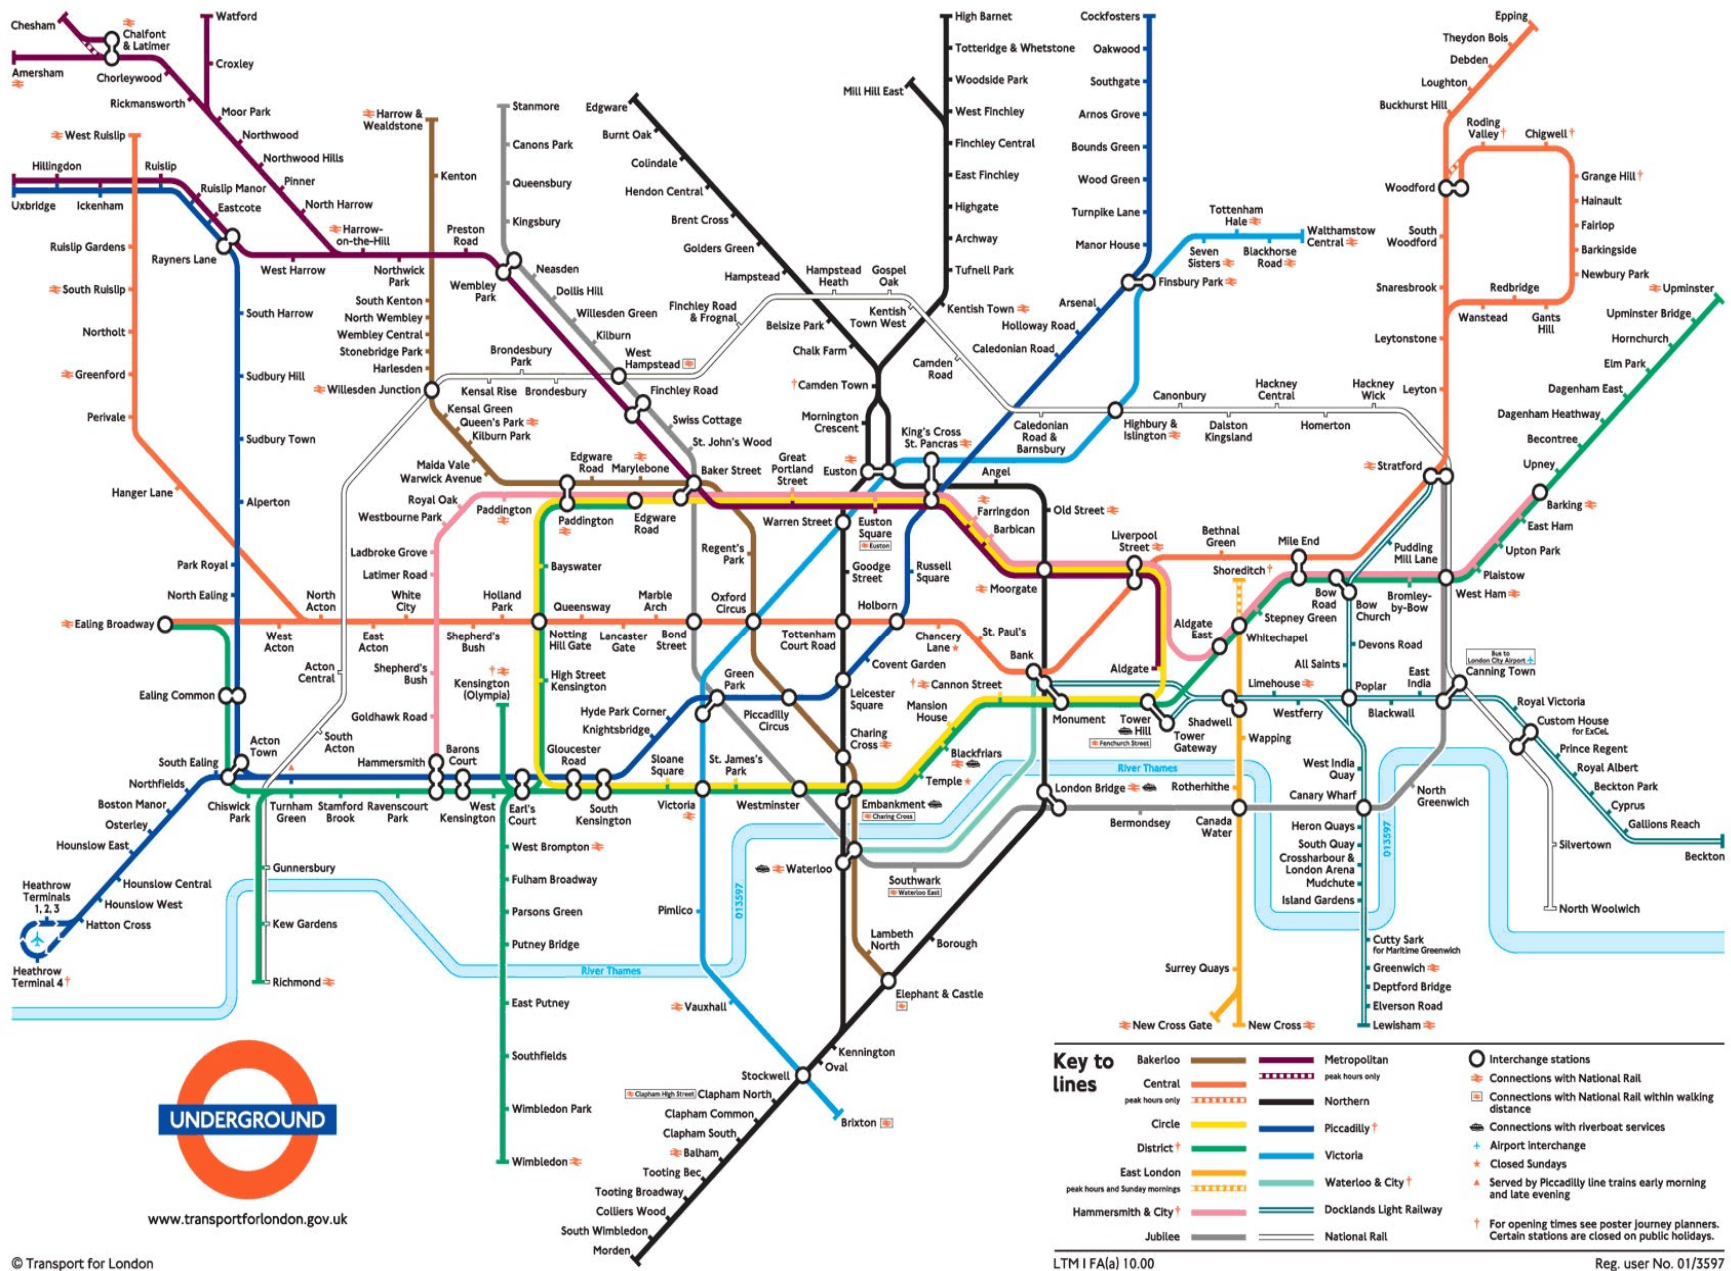 Chesham
Chalfont
& Latimer
Watford
Amersham
Chorleywood
Croxley
Rickmansworth
Moor Park
Northwood
Northwood Hills
Pinner
North Harrow
West Ruislip
Hillingdon
Ruislip
Ruislip Manor
Eastcote
Uxbridge
Ickenham
Harrow-
on-the-Hill
Ruislip Gardens
Rayners Lane
West Harrow
Northwick
Park
Preston
Road
Wembley
Park
South Ruislip
South Harrow
Northolt
Greenford
Sudbury Hill
Perivale
Sudbury Town
Hanger Lane
Alperton
Park Royal
North Ealing
Harrow &
Wealdstone
Kenton
South Kenton
North Wembley
Wembley Central
Stonebridge Park
Harlesden
Willesden Junction
Kensal Green
Queen's Park
Kilburn Park
Maida Vale
Warwick Avenue
Stanmore
Canons Park
Queensbury
Kingsbury
Neasden
Dollis Hill
Willesden Green
Kilburn
West
Hampstead
Finchley Road
Swiss Cottage
St. John's Wood
Baker Street
Brondesbury
Park
Kensal Rise
Brondesbury
Finchley Road
& Frognal
Hampstead
Heath
Gospel
Oak
Kentish
Town West
Camden
Road
Caledonian
Road &
Barnsbury
Highbury &
Islington
Canonbury
Dalston
Kingsland
Hackney
Central
Homerton
Hackney
Wick
Edgware
Burnt Oak
Colindale
Hendon Central
Brent Cross
Golders Green
Hampstead
Belsize Park
Chalk Farm
†Camden Town
Mornington
Crescent
Euston
High Barnet
Totteridge & Whetstone
Woodside Park
Mill Hill East
West Finchley
Finchley Central
East Finchley
Highgate
Archway
Tufnell Park
Kentish Town
Cockfosters
Oakwood
Southgate
Arnos Grove
Bounds Green
Wood Green
Turnpike Lane
Manor House
Finsbury Park
Arsenal
Holloway Road
Caledonian Road
King's Cross
St. Pancras
Tottenham
Hale
Seven
Sisters
Blackhorse
Road
Walthamstow
Central
Epping
Theydon Bois
Debden
Loughton
Buckhurst Hill
Roding
Valley†
Chigwell†
Woodford
Grange Hill†
Hainault
Fairlop
Barkingside
Newbury Park
South
Woodford
Snaresbrook
Redbridge
Wanstead
Gants
Hill
Leytonstone
Leyton
Stratford
Upminster
Upminster Bridge
Hornchurch
Elm Park
Dagenham East
Dagenham Heathway
Becontree
Upney
Barking
East Ham
Upton Park
Plaistow
West Ham
Edgware
Road
Marylebone
Great
Portland
Street
Angel
Royal Oak
Westbourne Park
Paddington
Paddington
Edgware
Road
Warren Street
Euston
Square
Euston
Farringdon
Barbican
Old Street
Ladbroke Grove
Latimer Road
Bayswater
Regent's
Park
Goodge
Street
Russell
Square
Moorgate
Liverpool
Street
Bethnal
Green
Shoreditch†
Mile End
Pudding
Mill Lane
Bow
Road
Bow
Church
Bromley-
by-Bow
Stepney Green
Whitechapel
Aldgate
East
Aldgate
Devons Road
All Saints
Ealing Broadway
West
Acton
North
Acton
East
Acton
White
City
Shepherd's
Bush
Holland
Park
Notting
Hill Gate
Queensway
Lancaster
Gate
Marble
Arch
Bond
Street
Oxford
Circus
Tottenham
Court Road
Holborn
Chancery
Lane
St. Paul's
Bank
Ealing Common
Acton
Central
South
Acton
Shepherd's
Bush
Goldhawk Road
Hammersmith
†
Kensington
(Olympia)
High Street
Kensington
Hyde Park Corner
Knightsbridge
Green
Park
Piccadilly
Circus
Leicester
Square
Covent Garden
Charing
Cross
† Cannon Street
Mansion
House
Blackfriars
Temple
Monument
Tower
Hill
Fenchurch Street
Tower
Gateway
Shadwell
Limehouse
Westferry
Poplar
Blackwall
East
India
Bus to
London City Airport
Canning Town
Royal Victoria
Custom House
for ExCeL
Prince Regent
Royal Albert
Beckton Park
Cyprus
Gallions Reach
Beckton
Silvertown
North Woolwich
Acton
Town
South Ealing
Northfields
Boston Manor
Osterley
Hounslow East
Hounslow Central
Hounslow West
Hatton Cross
Heathrow
Terminals
1, 2, 3
Heathrow
Terminal 4†
Chiswick
Park
Turnham
Green
Stamford
Brook
Ravenscourt
Park
Barons
Court
West
Kensington
Earl's
Court
Gloucester
Road
South
Kensington
Sloane
Square
Victoria
St. James's
Park
Westminster
Embankment
Charing Cross
Gunnersbury
Kew Gardens
Richmond
West Brompton
Fulham Broadway
Parsons Green
Putney Bridge
East Putney
Southfields
Wimbledon Park
Wimbledon
River Thames
013597
River Thames
013597
Waterloo
Southwark
Waterloo East
London Bridge
Bermondsey
Canada
Water
Wapping
Rotherhithe
Surrey Quays
New Cross Gate
New Cross
West India
Quay
Canary Wharf
North
Greenwich
Heron Quays
South Quay
Crossharbour &
London Arena
Mudchute
Island Gardens
Cutty Sark
for Maritime Greenwich
Greenwich
Deptford Bridge
Elverson Road
Lewisham
Pimlico
Vauxhall
Lambeth
North
Borough
Elephant & Castle
Kennington
Oval
Stockwell
Brixton
Clapham High Street
Clapham North
Clapham Common
Clapham South
Balham
Tooting Bec
Tooting Broadway
Colliers Wood
South Wimbledon
Morden
UNDERGROUND
www.transportforlondon.gov.uk
© Transport for London
Key to
lines
Bakerloo
Central
peak hours only
Circle
District†
East London
peak hours and Sunday mornings
Hammersmith & City†
Jubilee
Metropolitan
peak hours only
Northern
Piccadilly†
Victoria
Waterloo & City†
Docklands Light Railway
National Rail
Interchange stations
Connections with National Rail
Connections with National Rail within walking
distance
Connections with riverboat services
Airport interchange
Closed Sundays
Served by Piccadilly line trains early morning
and late evening
† For opening times see poster journey planners.
Certain stations are closed on public holidays.
LTM I FA(a) 10.00
Reg. user No. 01/3597